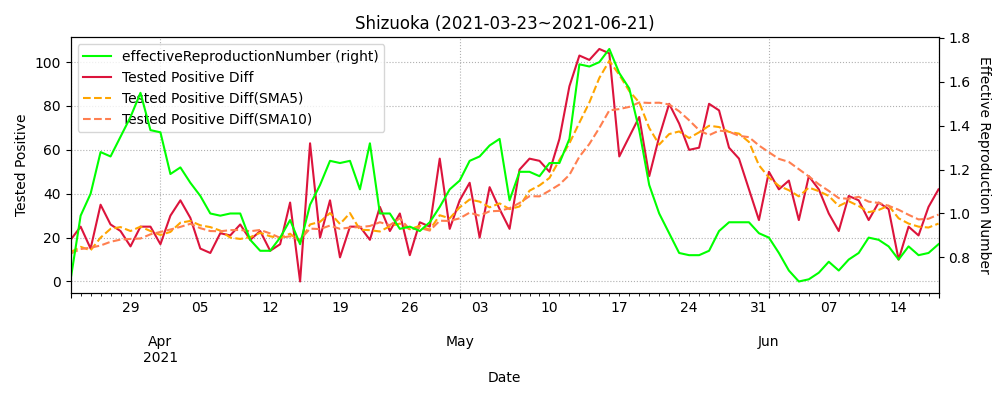 Shizuoka (2021-03-23~2021-06-21)
effectiveReproductionNumber (right)
Tested Positive Diff
Tested Positive Diff(SMA5)
Tested Positive Diff(SMA10)
Tested Positive
100
80
60
40
20
0
Effective Reproduction Number
1.8
1.6
1.4
1.2
1.0
0.8
29 05 12 19 26 03 10 17 24 31 07 14
Apr May Jun
2021
Date